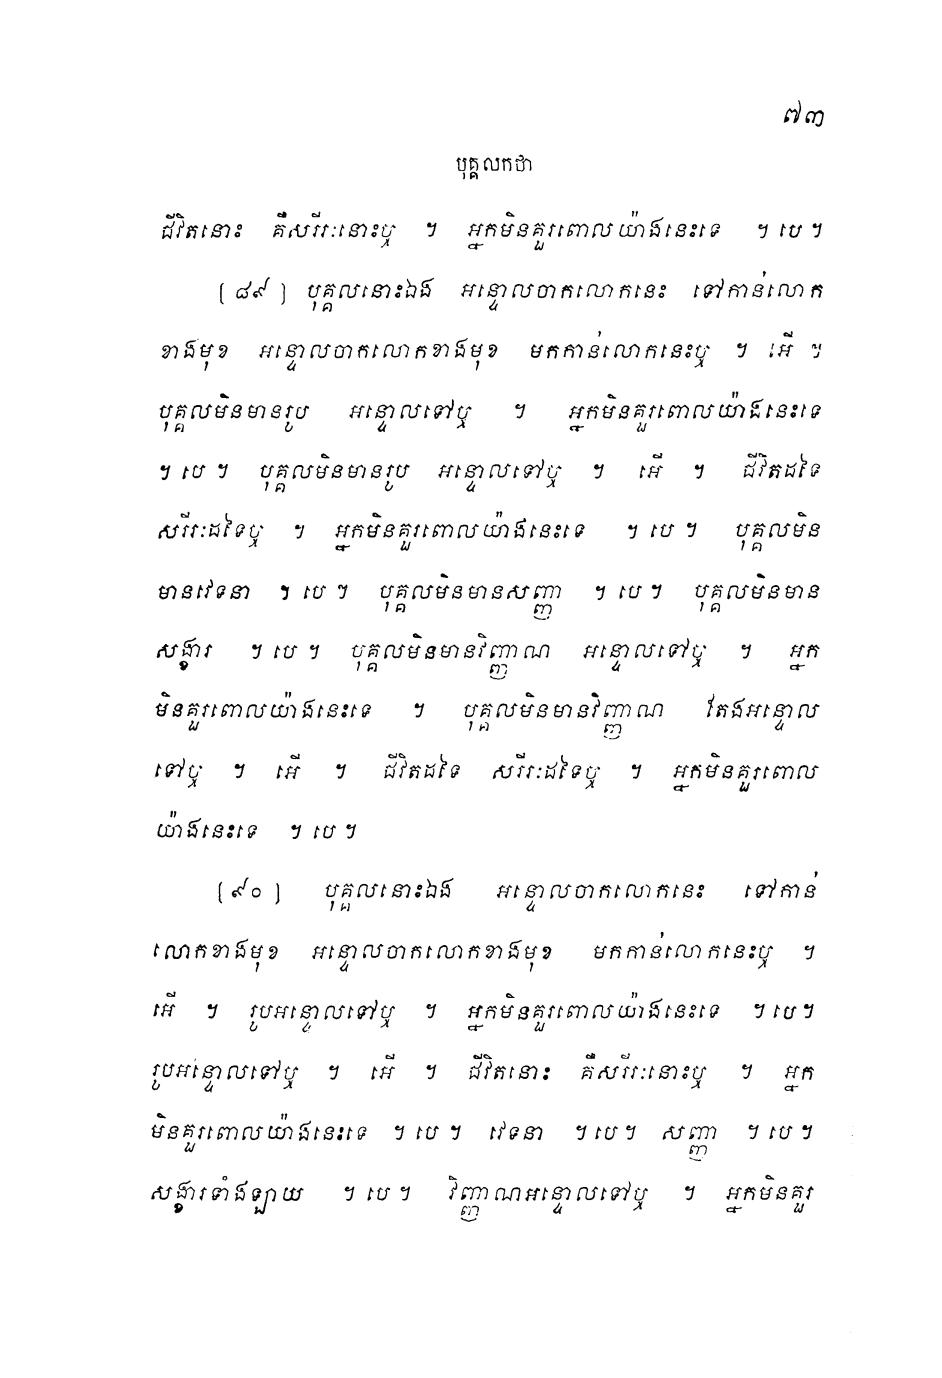 ៧៣
បុគ្គលកថា
ជីវិតនោះ គឺសរីរៈនោះឬ ។ អ្នកមិនគួរពោលយ៉ាងនេះទេ ។ បេ ។
(៨៩) បុគ្គលនោះឯង អន្ទោលចាកលោកនេះ ទៅកាន់លោក
ខាងមុខ អន្ទោលចាកលោកខាងមុខ មកកាន់លោកនេះឬ ។ អើ ។
បុគ្គលមិនមានរូប អន្ទោលទៅឬ ។ អ្នកមិនគួរពោលយ៉ាងនេះទេ
។ បេ ។ បុគ្គលមិនមានរូប អន្ទោលទៅឬ ។ អើ ។ ជីវិតដទៃ
សរីរៈដទៃឬ ។ អ្នកមិនគួរពោលយ៉ាងនេះទេ ។ បេ ។ បុគ្គលមិន
មានវេទនា ។ បេ ។ បុគ្គលមិនមានសញ្ញា ។ បេ ។ បុគ្គលមិនមាន
សង្ខារ ។ បេ ។ បុគ្គលមិនមានវិញ្ញាណ អន្ទោលទៅឬ ។ អ្នក
មិនគួរពោលយ៉ាងនេះទេ ។ បុគ្គលមិនមានវិញ្ញាណ តែងអន្ទោល
ទៅឬ ។ អើ ។ ជីវិតដទៃ សរីរៈដទៃឬ ។ អ្នកមិនគួរពោល
យ៉ាងនេះទេ ។ បេ ។
(៩០) បុគ្គលនោះឯង អន្ទោលចាកលោកនេះ ទៅកាន់
លោកខាងមុខ អន្ទោលចាកលោកខាងមុខ មកកាន់លោកនេះឬ ។
អើ ។ រូបអន្ទោលទៅឬ ។ អ្នកមិនគួរពោលយ៉ាងនេះទេ ។ បេ ។
រូបអន្ទោលទៅឬ ។ អើ ។ ជីវិតនោះ គឺសរីរៈនោះឬ ។ អ្នក
មិនគួរពោលយ៉ាងនេះទេ ។ បេ ។ វេទនា ។ បេ ។ សញ្ញា ។ បេ ។
សង្ខារទាំងឡាយ ។ បេ ។ វិញ្ញាណអន្ទោលទៅឬ ។ អ្នកមិនគួរ